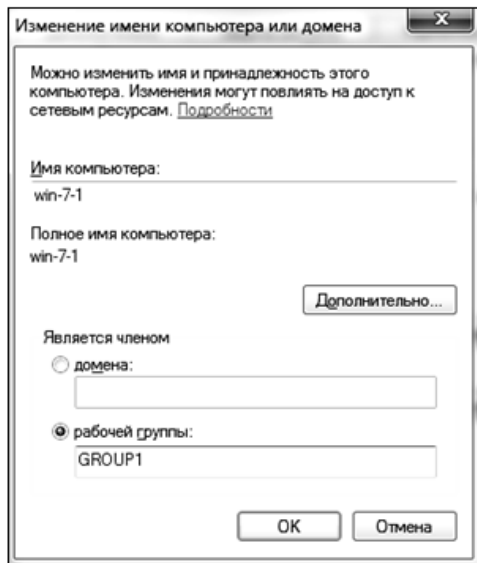 Изменение имени компьютера или домена
Можно изменить имя и принадлежность этого
компьютера. Изменения могут повлиять на доступ к
сетевым ресурсам. Подробности
Имя компьютера:
win-7-1
Полное имя компьютера:
win-7-1
Дополнительно...
Является членом
домена:
рабочей группы:
GROUP1
ОК
Отмена